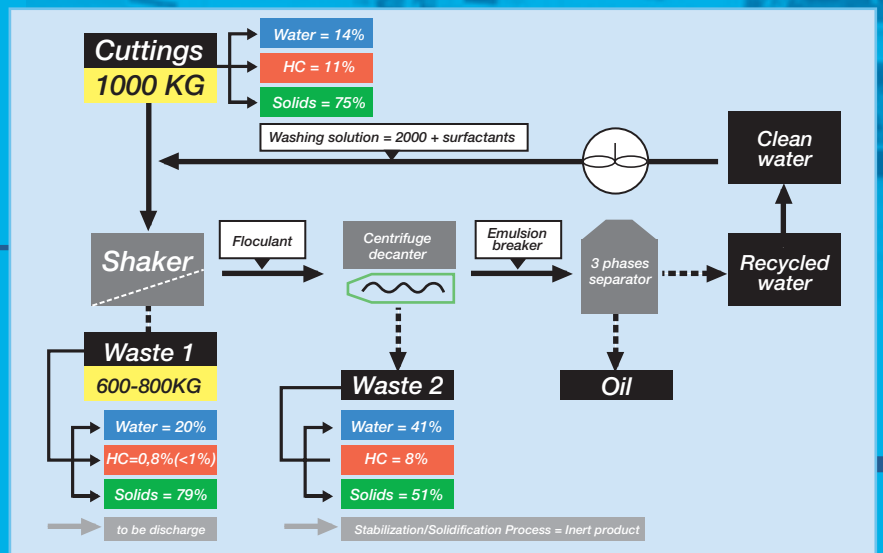 Cuttings
1000 KG
Water = 14%
HC = 11%
Solids = 75%
Washing solution = 2000 + surfactants
Clean
water
Shaker
Floculant
Centrifuge
decanter
Emulsion
breaker
3 phases
separator
Recycled
water
Waste 1
600-800KG
Water = 20%
HC=0,8%(<1%)
Solids = 79%
to be discharge
Waste 2
Water = 41%
HC = 8%
Solids = 51%
Stabilization/Solidification Process = Inert product
Oil